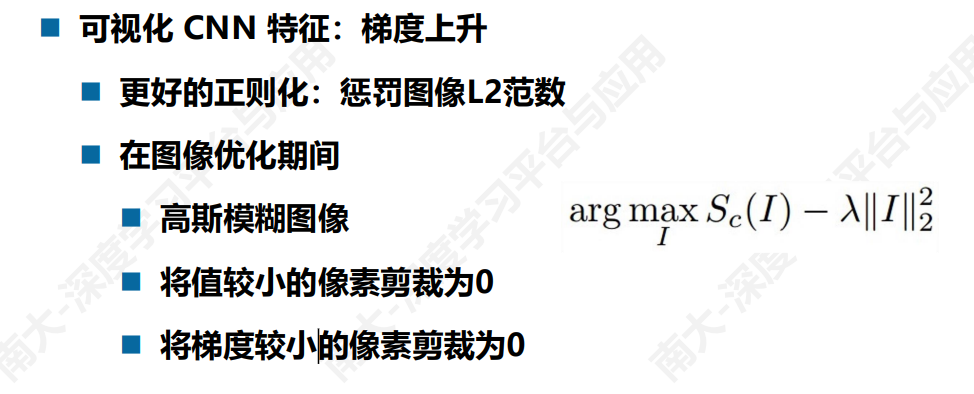 可视化 CNN 特征：梯度上升
更好的正则化：惩罚图像L2范数
在图像优化期间
高斯模糊图像
arg max_I S_c(I) − λ‖I‖₂²
将值较小的像素剪裁为0
将梯度较小的像素剪裁为0
南大-深度学习平台与应用
南大-深度学习平台与应用
南大-深度学习平台与应用